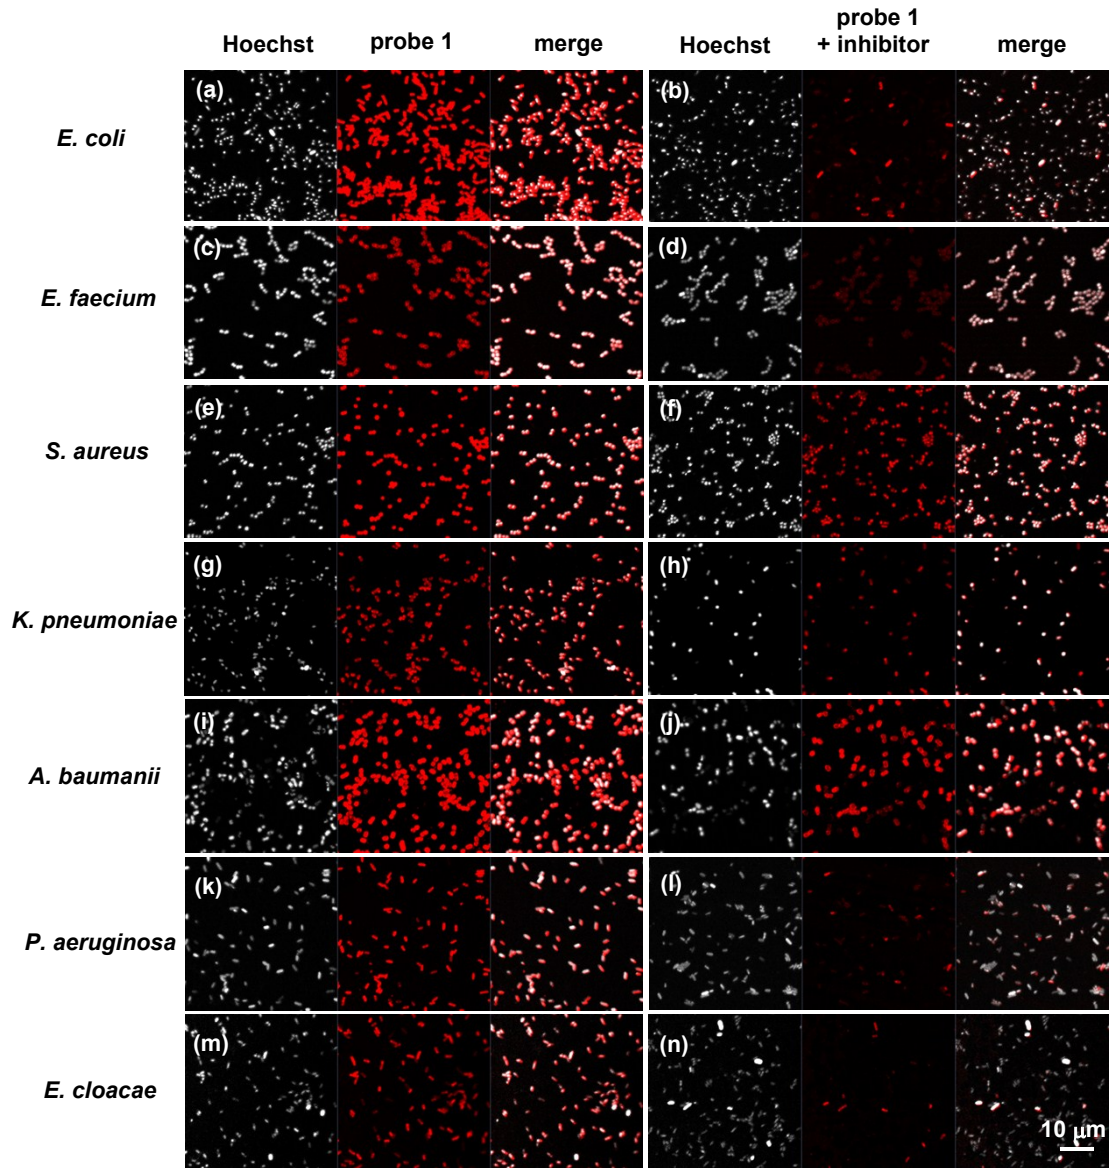 Hoechst probe 1 merge Hoechst probe 1
+ inhibitor merge
(a) (b)
E. coli
(c) (d)
E. faecium
(e) (f)
S. aureus
(g) (h)
K. pneumoniae
(i) (j)
A. baumanii
(k) (l)
P. aeruginosa
(m) (n)
E. cloacae
10 μm